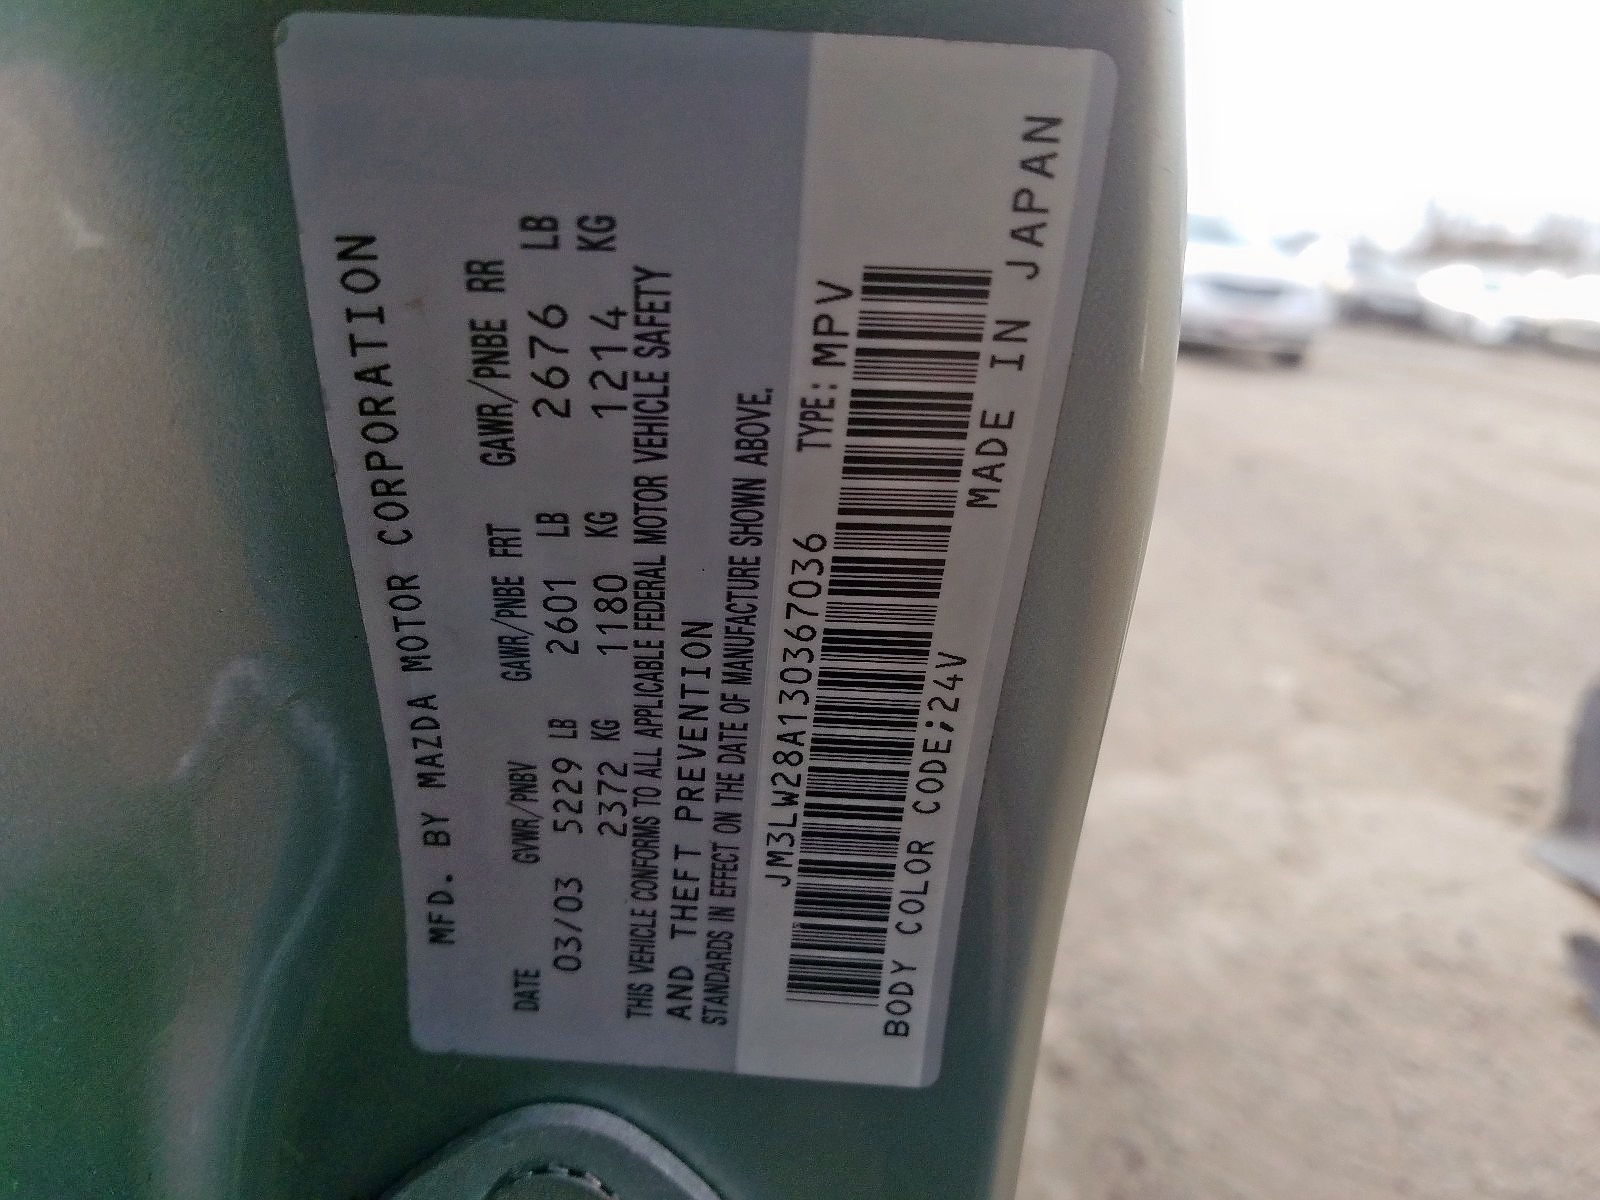 MFD. BY MAZDA MOTOR CORPORATION
DATE GVWR/PNBV GAWR/PNBE FRT GAWR/PNBE RR
03/03 5229 LB 2601 LB 2676 LB
2372 KG 1180 KG 1214 KG
THIS VEHICLE CONFORMS TO ALL APPLICABLE FEDERAL MOTOR VEHICLE SAFETY
AND THEFT PREVENTION
STANDARDS IN EFFECT ON THE DATE OF MANUFACTURE SHOWN ABOVE.
JM3LW28A130367036 TYPE: MPV
BODY COLOR CODE;24V MADE IN JAPAN